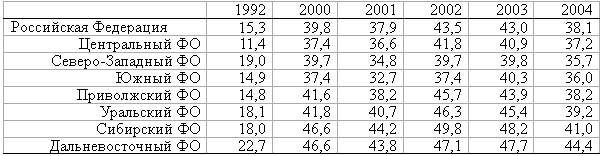 1992 2000 2001 2002 2003 2004
Российская Федерация 15,3 39,8 37,9 43,5 43,0 38,1
Центральный ФО 11,4 37,4 36,6 41,8 40,9 37,2
Северо-Западный ФО 19,0 39,7 34,8 39,7 39,8 35,7
Южный ФО 14,9 37,4 32,7 37,4 40,3 36,0
Приволжский ФО 14,8 41,6 38,2 45,7 43,9 38,2
Уральский ФО 18,1 41,8 40,7 46,3 45,4 39,2
Сибирский ФО 18,0 46,6 44,2 49,8 48,2 41,0
Дальневосточный ФО 22,7 46,6 43,8 47,1 47,7 44,4